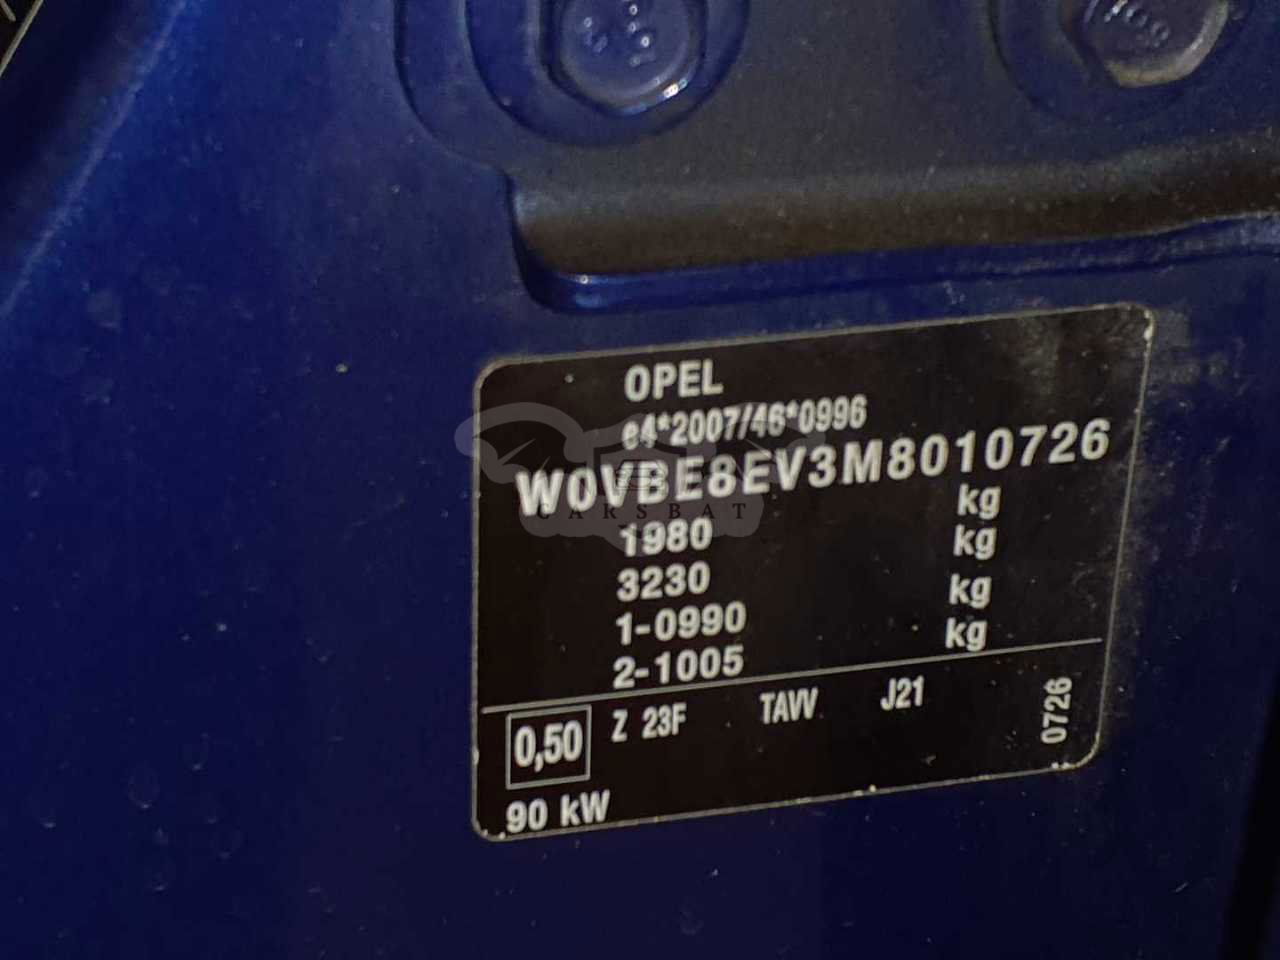 OPEL
e4*2007/46*0996
W0VBE8EV3M8010726
1980 kg
3230 kg
1-0990 kg
2-1005 kg
0,50 Z 23F TAVV J21
0726
90 kW
CARSBAT